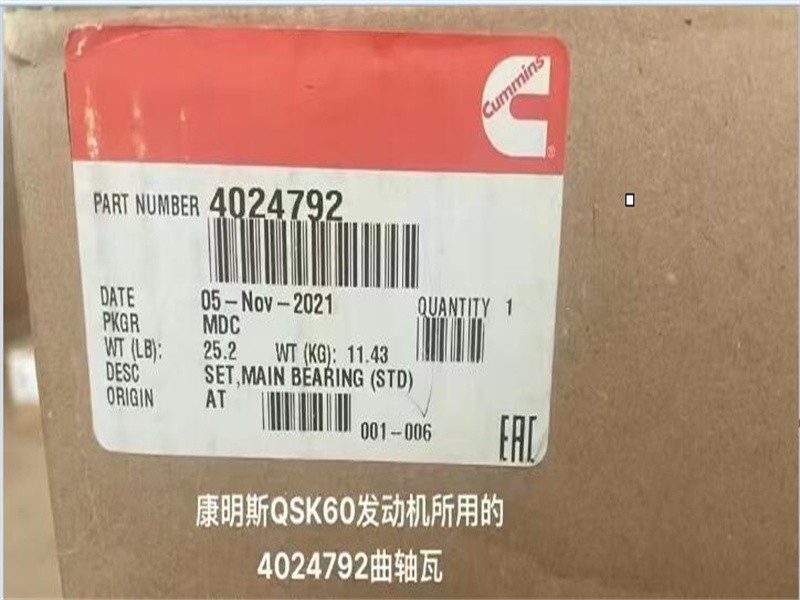 Cummins
®
PART NUMBER 4024792
DATE 05-Nov-2021 QUANTITY 1
PKGR MDC
WT (LB): 25.2 WT (KG): 11.43
DESC SET,MAIN BEARING (STD)
ORIGIN AT
001-006
EAC
康明斯QSK60发动机所用的
4024792曲轴瓦